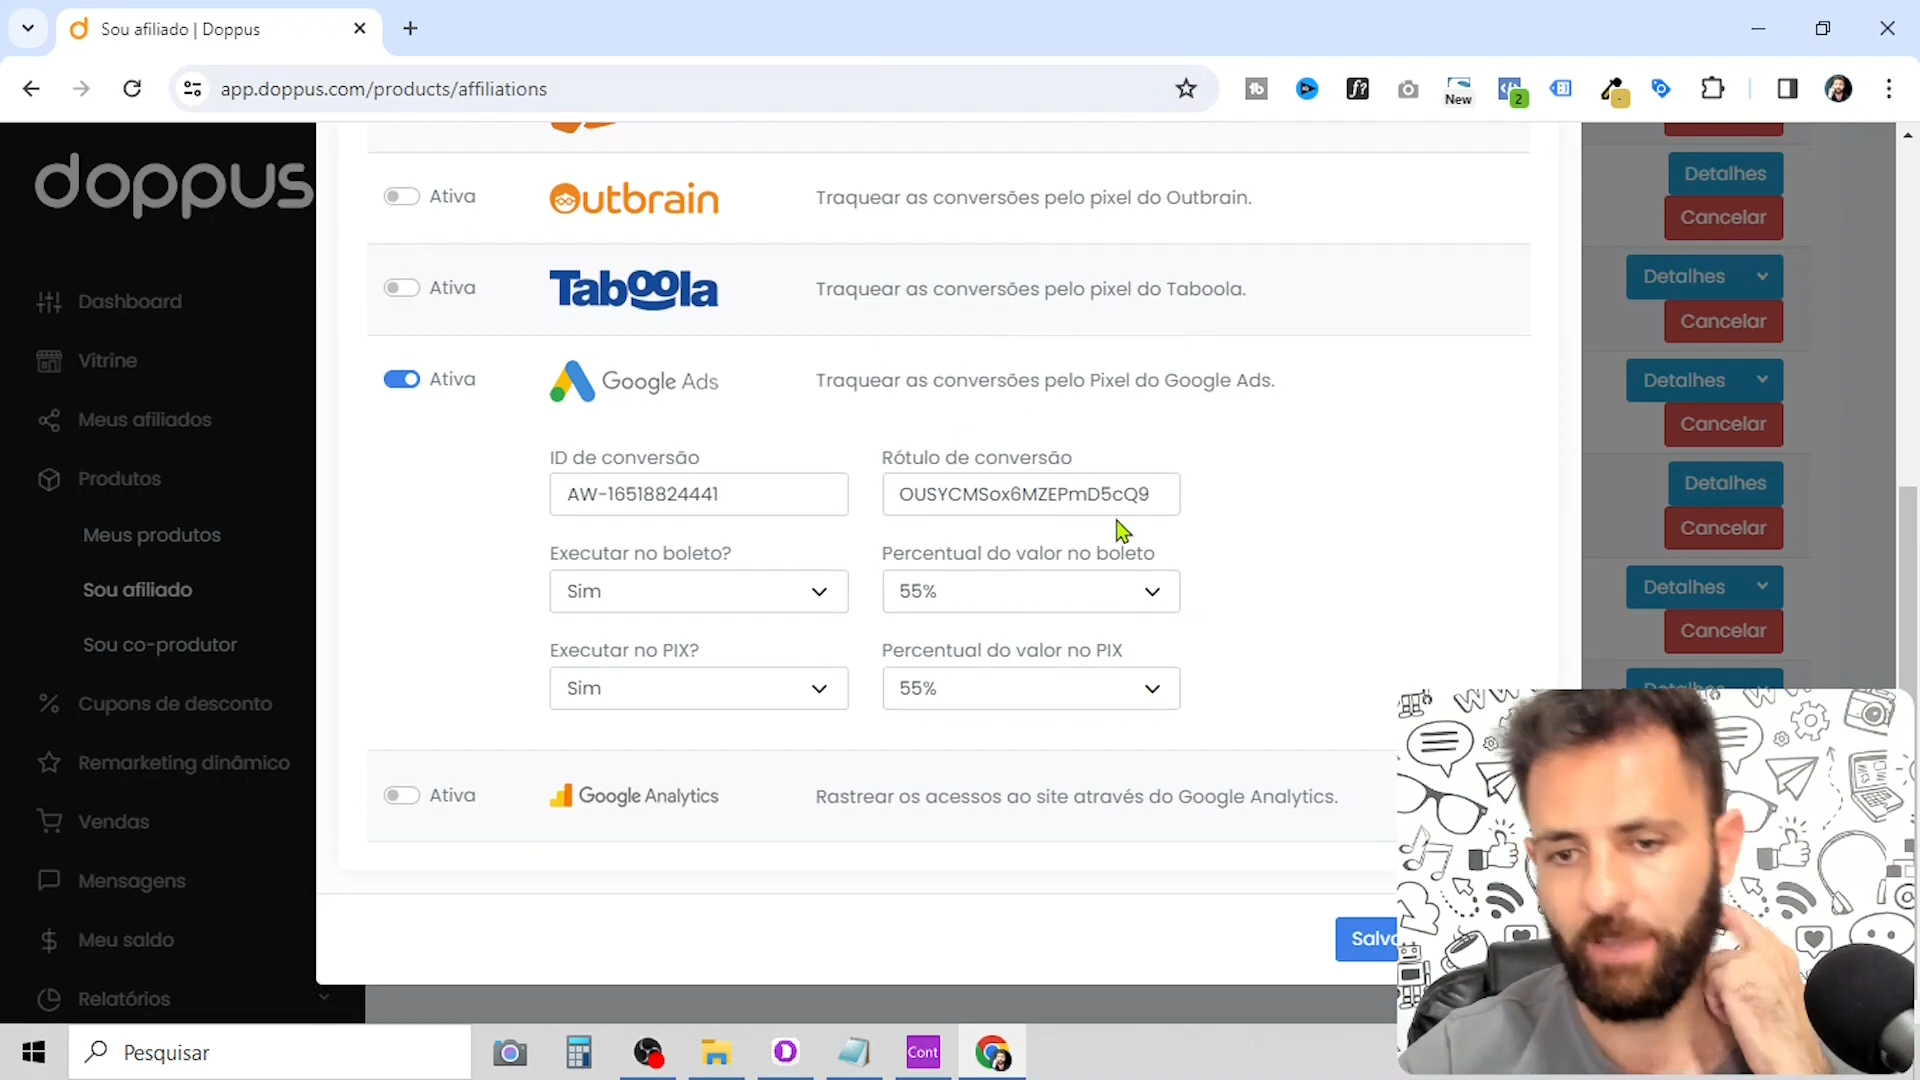 Sou afiliado | Doppus
app.doppus.com/products/affiliations
New
2
doppus
Dashboard
Vitrine
Meus afiliados
Produtos
Meus produtos
Sou afiliado
Sou co-produtor
Cupons de desconto
Remarketing dinâmico
Vendas
Mensagens
Meu saldo
Relatórios
Ativa Outbrain Traquear as conversões pelo pixel do Outbrain.
Ativa Taboola Traquear as conversões pelo pixel do Taboola.
Ativa Google Ads Traquear as conversões pelo Pixel do Google Ads.
ID de conversão Rótulo de conversão
AW-16518824441 OUSYCMSox6MZEPmD5cQ9
Executar no boleto? Percentual do valor no boleto
Sim 55%
Executar no PIX? Percentual do valor no PIX
Sim 55%
Ativa Google Analytics Rastrear os acessos ao site através do Google Analytics.
Detalhes
Cancelar
Detalhes
Cancelar
Detalhes
Cancelar
Detalhes
Cancelar
Detalhes
Cancelar
Pesquisar
Cont